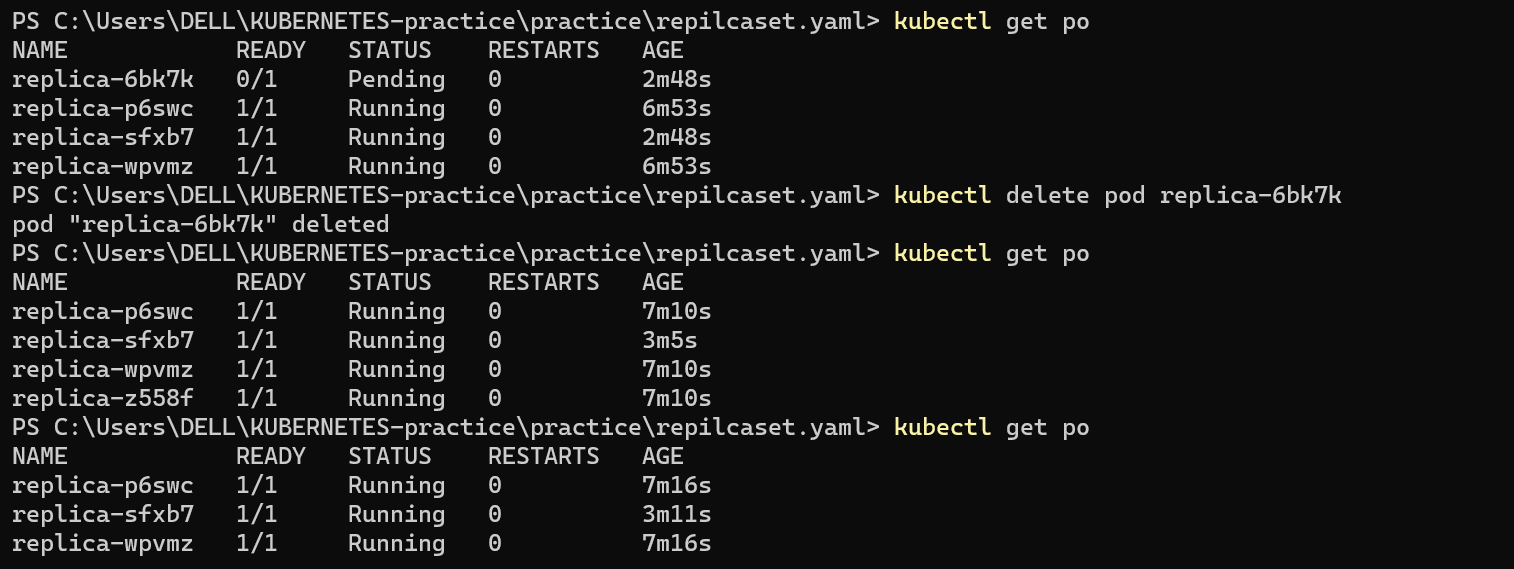 PS C:\Users\DELL\KUBERNETES-practice\practice\repilcaset.yaml> kubectl get po
NAME            READY   STATUS    RESTARTS   AGE
replica-6bk7k   0/1     Pending   0          2m48s
replica-p6swc   1/1     Running   0          6m53s
replica-sfxb7   1/1     Running   0          2m48s
replica-wpvmz   1/1     Running   0          6m53s
PS C:\Users\DELL\KUBERNETES-practice\practice\repilcaset.yaml> kubectl delete pod replica-6bk7k
pod "replica-6bk7k" deleted
PS C:\Users\DELL\KUBERNETES-practice\practice\repilcaset.yaml> kubectl get po
NAME            READY   STATUS    RESTARTS   AGE
replica-p6swc   1/1     Running   0          7m10s
replica-sfxb7   1/1     Running   0          3m5s
replica-wpvmz   1/1     Running   0          7m10s
replica-z558f   1/1     Running   0          7m10s
PS C:\Users\DELL\KUBERNETES-practice\practice\repilcaset.yaml> kubectl get po
NAME            READY   STATUS    RESTARTS   AGE
replica-p6swc   1/1     Running   0          7m16s
replica-sfxb7   1/1     Running   0          3m11s
replica-wpvmz   1/1     Running   0          7m16s